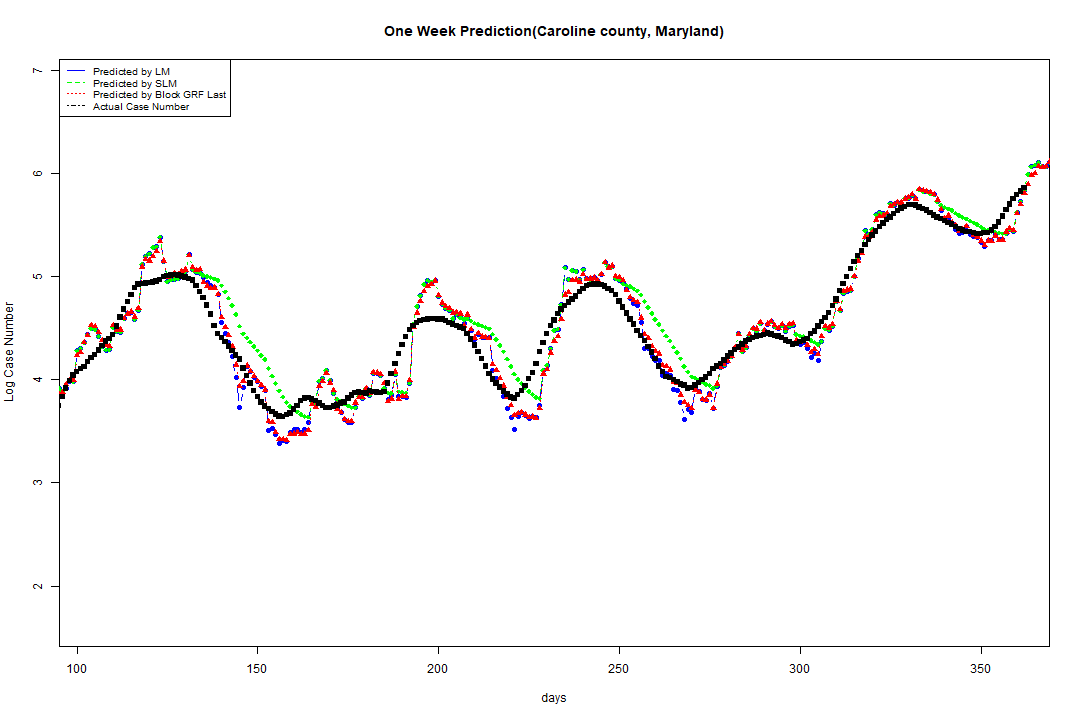 One Week Prediction(Caroline county, Maryland)
Predicted by LM
Predicted by SLM
Predicted by Block GRF Last
Actual Case Number
Log Case Number
7
6
5
4
3
2
100 150 200 250 300 350
days